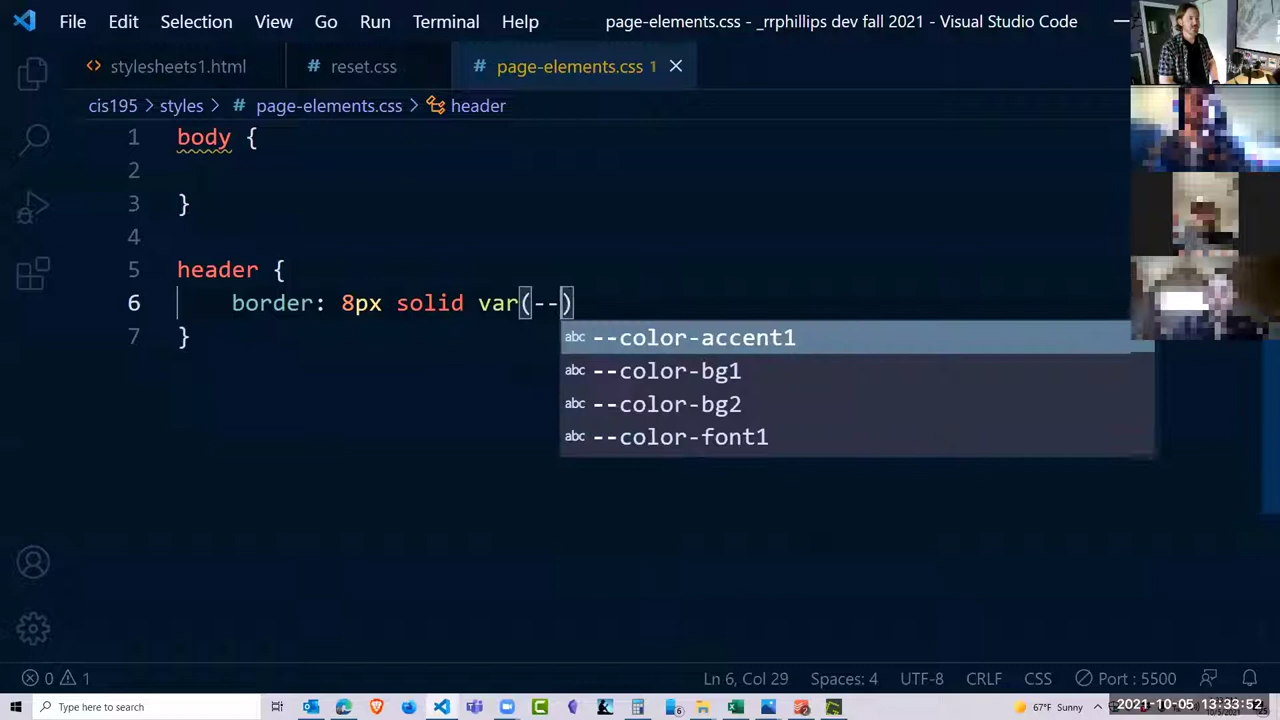 File Edit Selection View Go Run Terminal Help page-elements.css - _rrphillips dev fall 2021 - Visual Studio Code
<> stylesheets1.html # reset.css # page-elements.css 1
cis195 > styles > # page-elements.css > header
1 body {
2
3 }
4
5 header {
6 border: 8px solid var(--)
7 }
abc --color-accent1
abc --color-bg1
abc --color-bg2
abc --color-font1
0 1 Ln 6, Col 29 Spaces: 4 UTF-8 CRLF CSS Port : 5500
Type here to search 67°F Sunny 2021-10-05 13:33:52